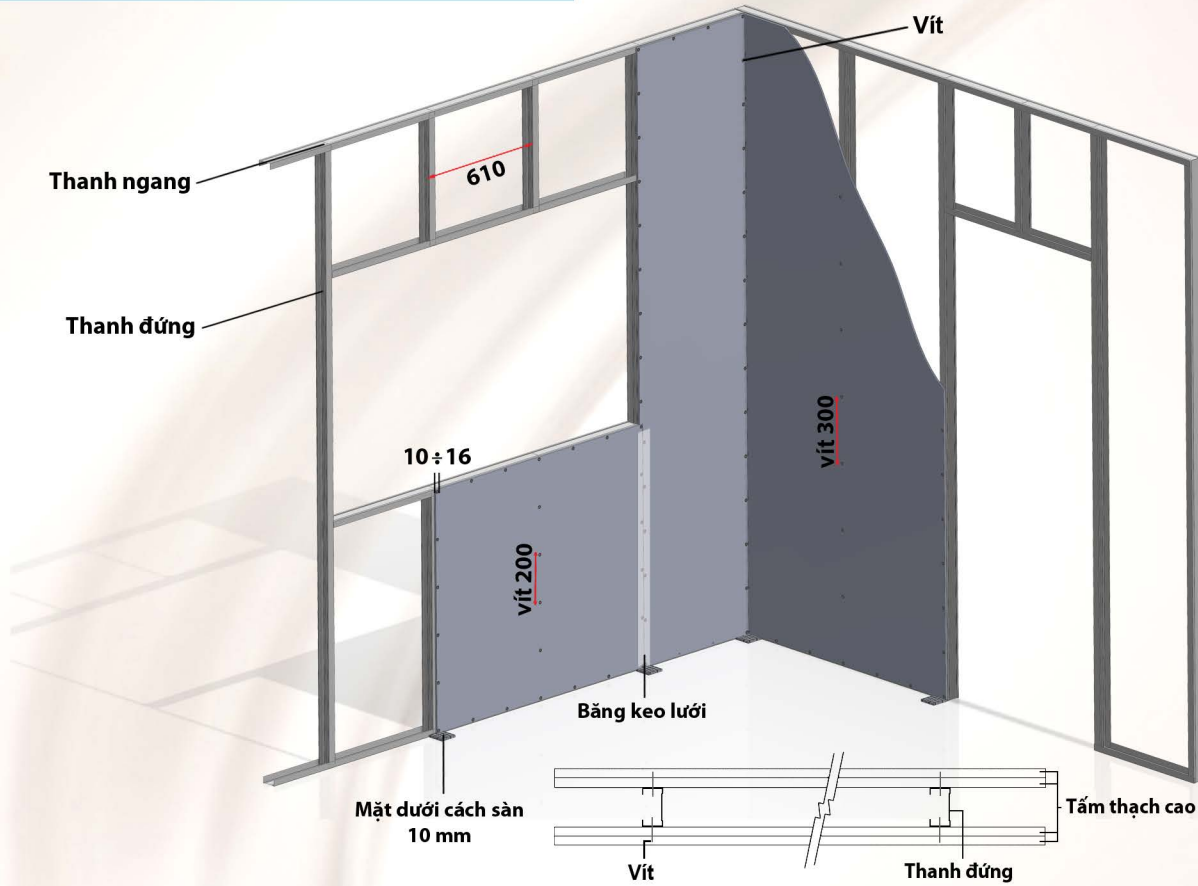 Vít
Thanh ngang
610
Thanh đứng
vít 300
10 ÷ 16
vít 200
Băng keo lưới
Mặt dưới cách sàn
10 mm
Tấm thạch cao
Vít
Thanh đứng